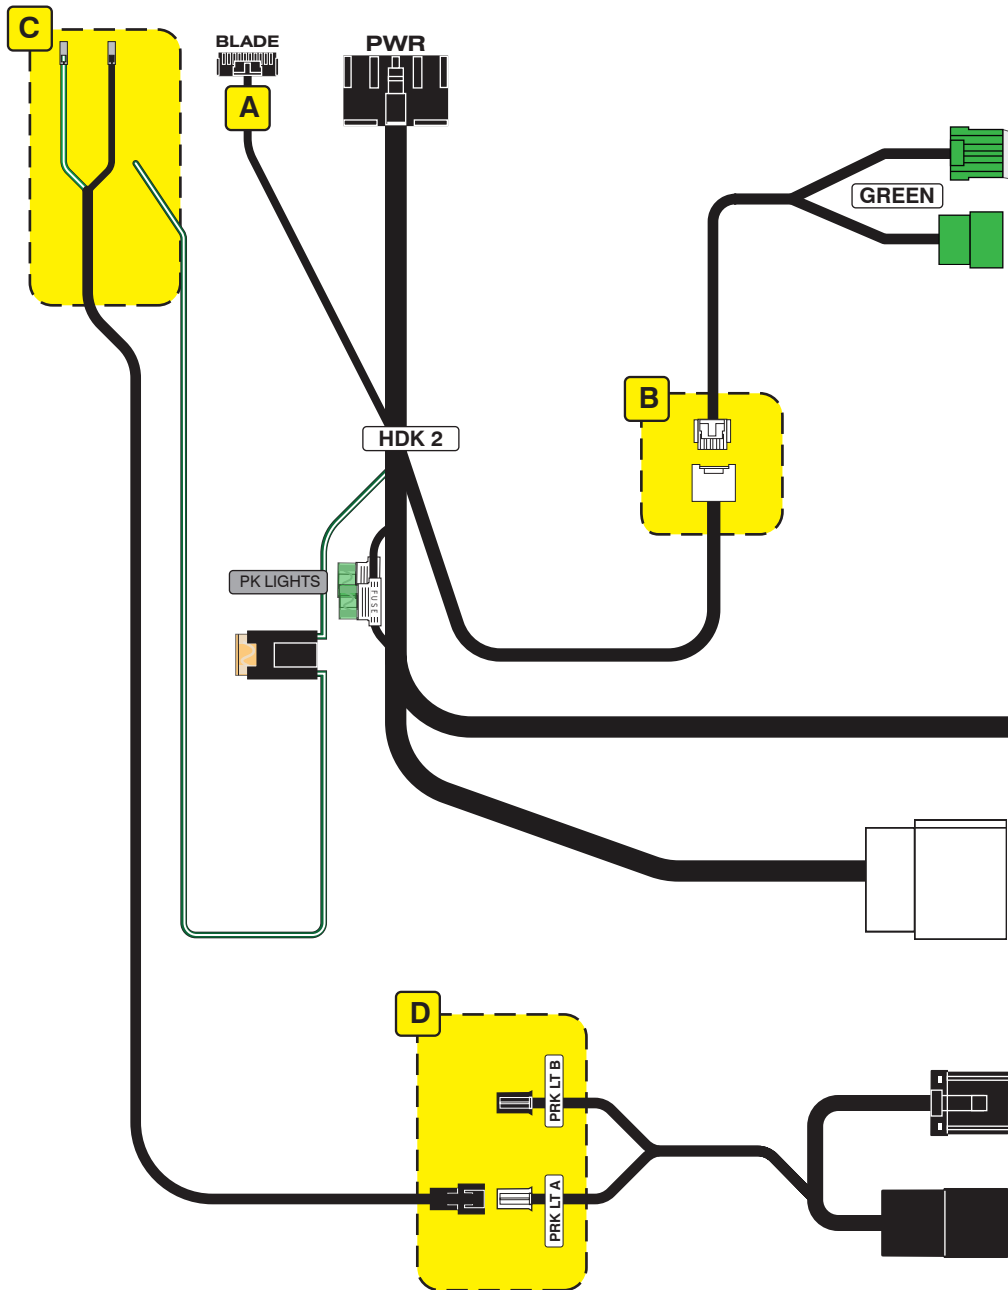 C
BLADE
PWR
A
GREEN
B
HDK 2
PK LIGHTS
FUSE
D
PRK LT B
PRK LT A